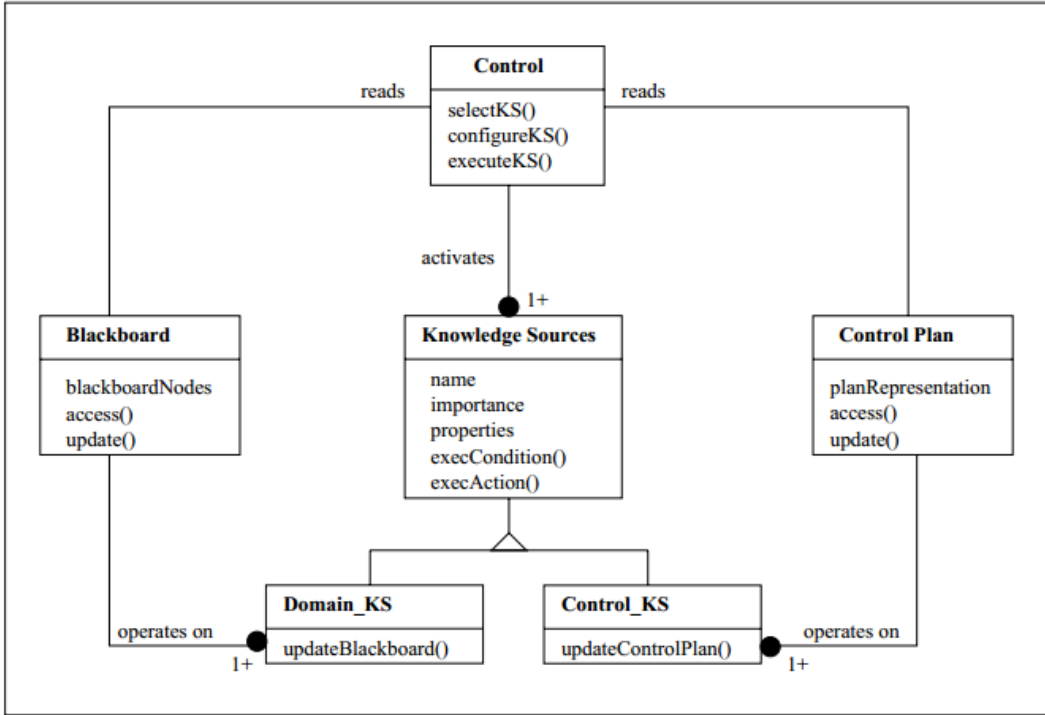 Control
reads
reads
selectKS()
configureKS()
executeKS()
activates
1+
Blackboard
blackboardNodes
access()
update()
Knowledge Sources
name
importance
properties
execCondition()
execAction()
Control Plan
planRepresentation
access()
update()
Domain_KS
updateBlackboard()
Control_KS
updateControlPlan()
operates on
1+
operates on
1+